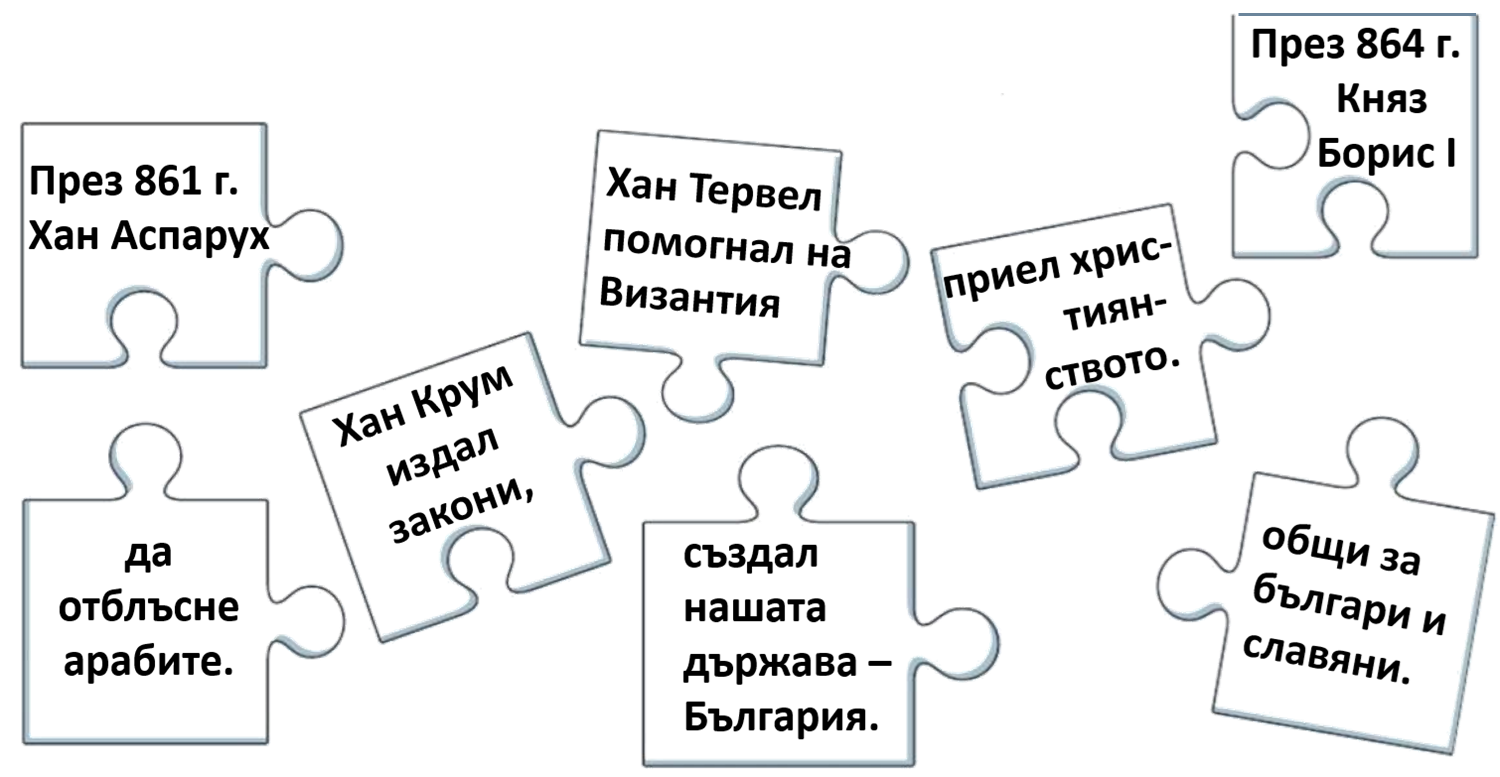 През 861 г.
Хан Аспарух
Хан Тервел
помогнал на
Византия
приел хрис-
тиян-
ството.
През 864 г.
Княз
Борис I
да
отблъсне
арабите.
Хан Крум
издал
закони,
създал
нашата
държава –
България.
общи за
българи и
славяни.